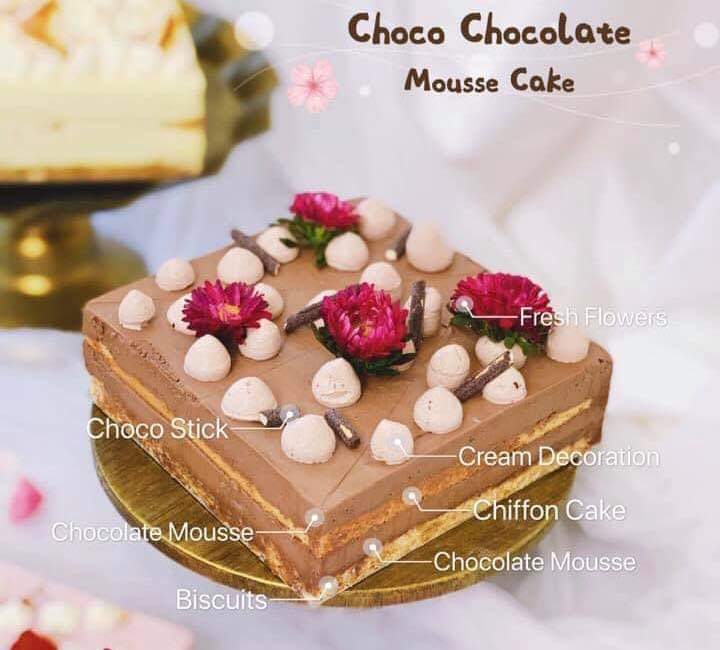 Choco Chocolate
Mousse Cake
Fresh Flowers
Choco Stick
Cream Decoration
Chiffon Cake
Chocolate Mousse
Chocolate Mousse
Biscuits